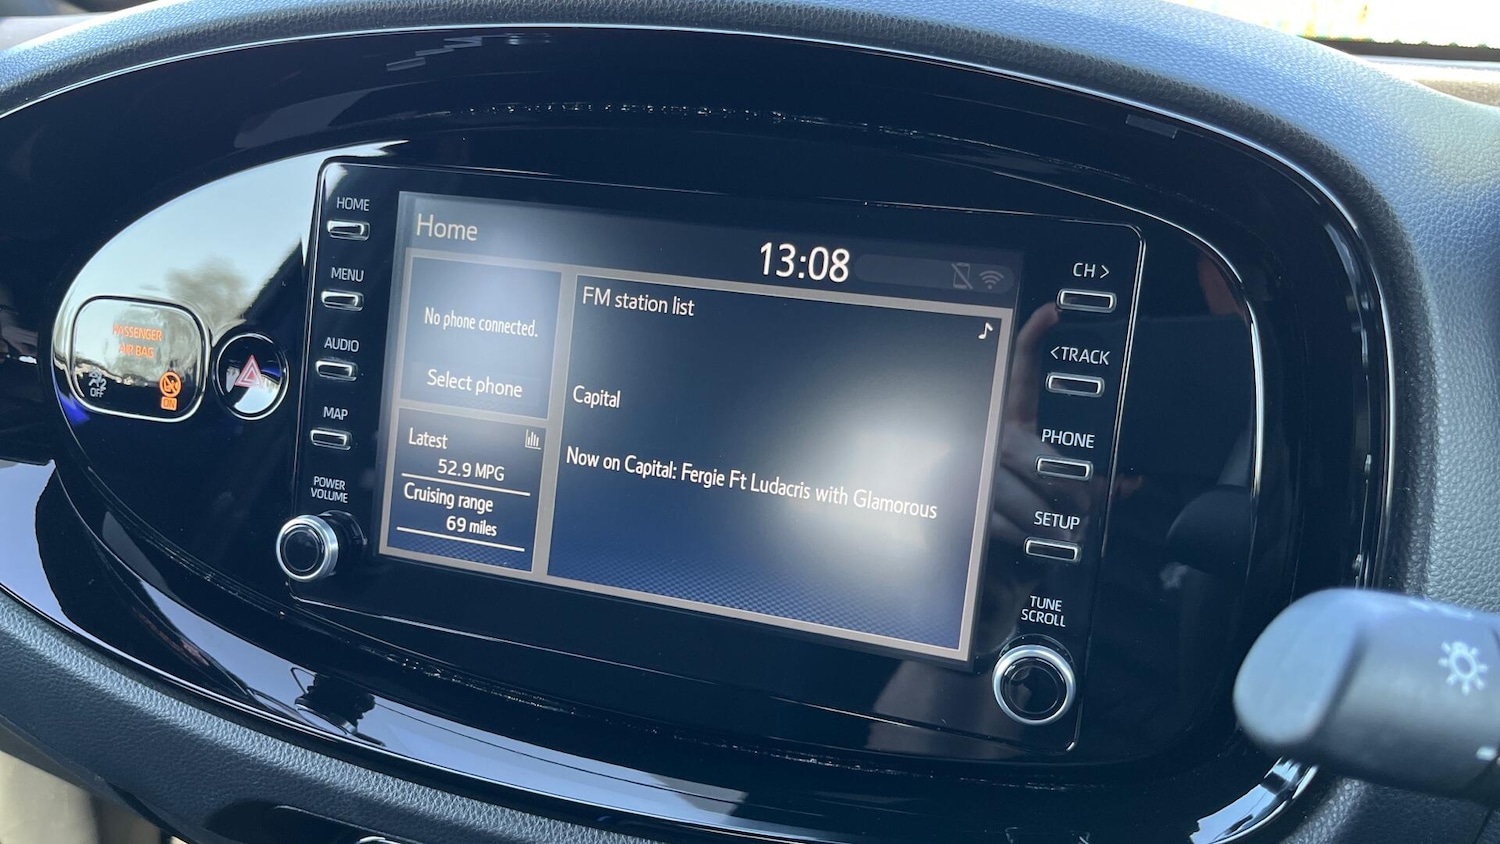 Home
13:08
No phone connected.
Select phone
Latest
52.9 MPG
Cruising range
69 miles
FM station list
Capital
Now on Capital: Fergie Ft Ludacris with Glamorous
HOME
MENU
AUDIO
MAP
POWER
VOLUME
PASSENGER
AIRBAG
OFF
ON
CH >
<TRACK
PHONE
SETUP
TUNE
SCROLL